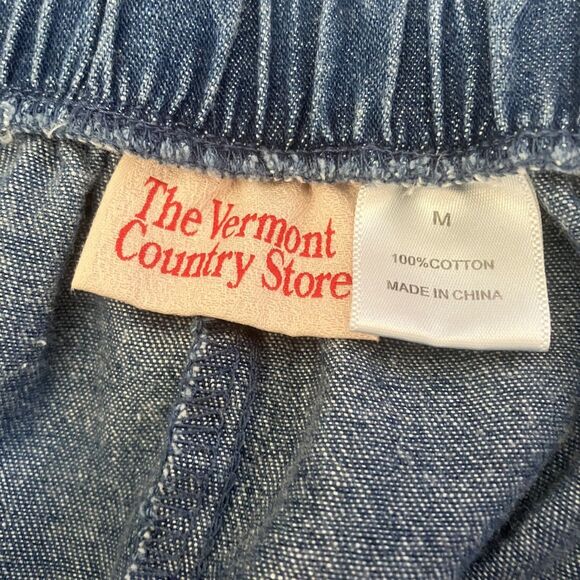 The Vermont
Country Store
M
100%COTTON
MADE IN CHINA